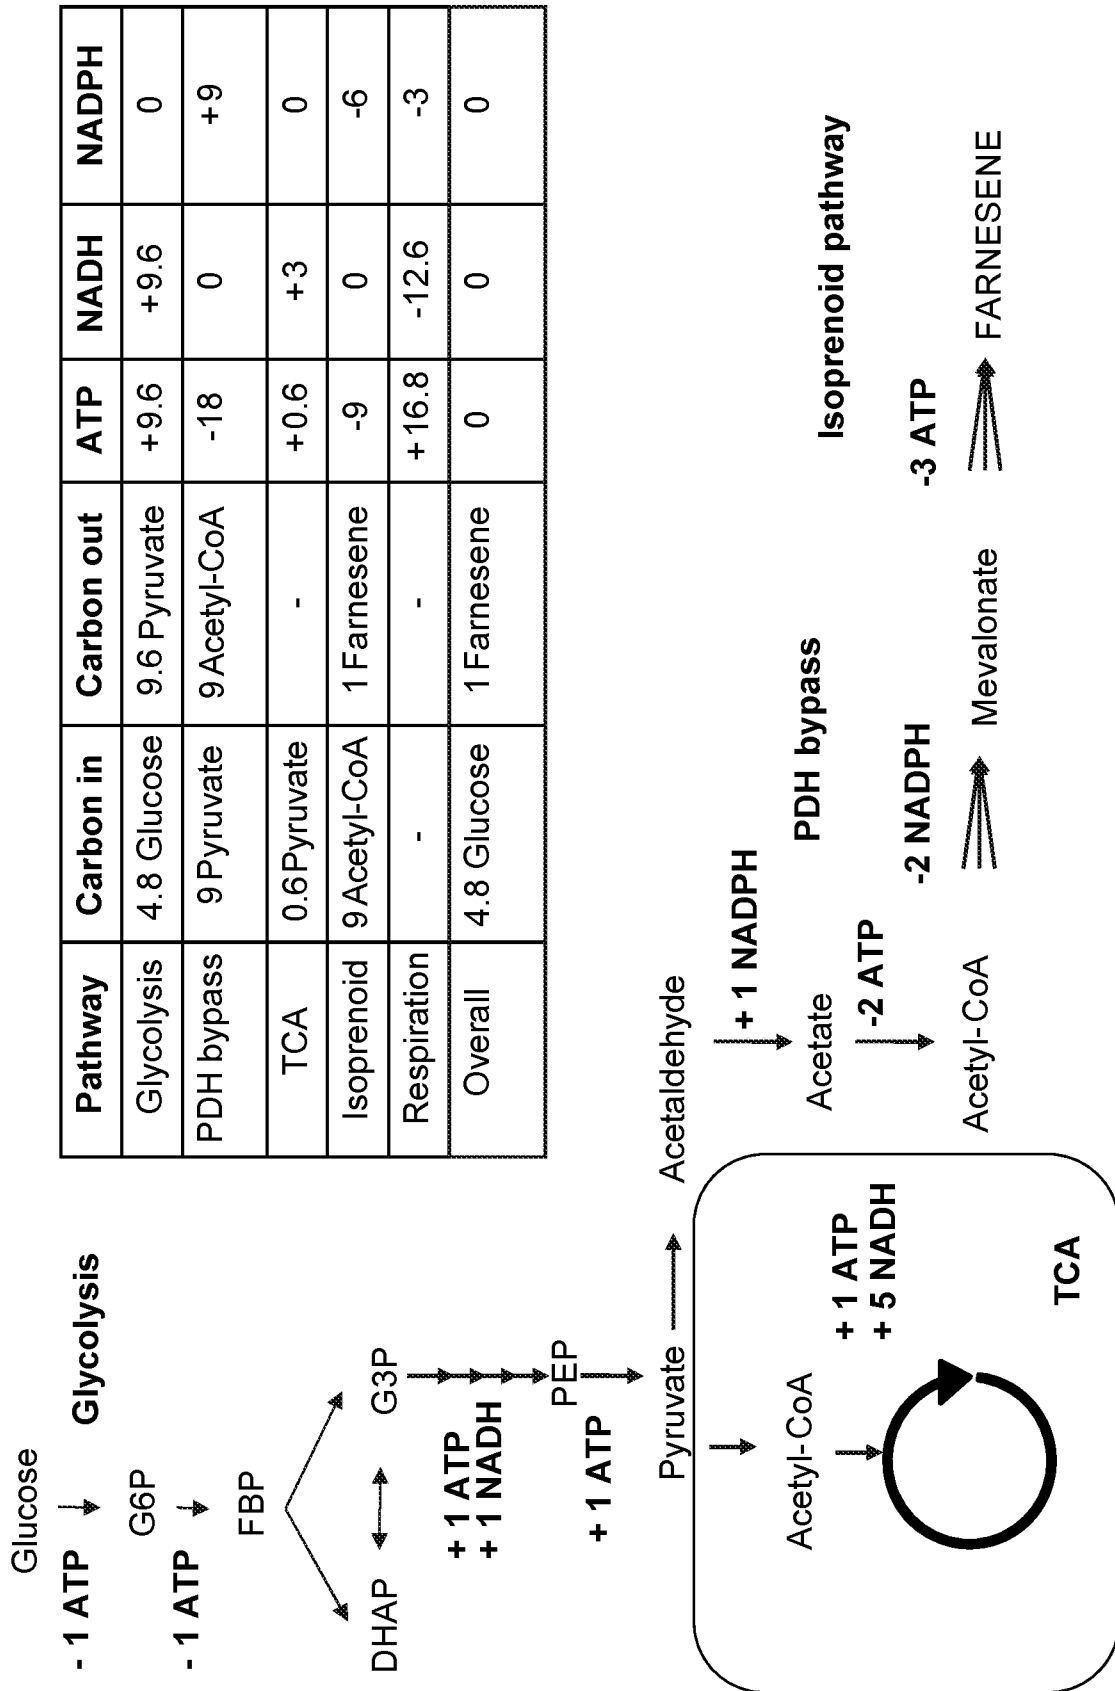 Glucose
- 1 ATP
Glycolysis
G6P
- 1 ATP
FBP
DHAP
G3P
+ 1 ATP
+ 1 NADH
PEP
+ 1 ATP
Pyruvate
Acetaldehyde
+ 1 NADPH
Acetate
PDH bypass
-2 ATP
Acetyl-CoA
-2 NADPH
Mevalonate
-3 ATP
Isoprenoid pathway
FARNESENE
Acetyl-CoA
+ 1 ATP
+ 5 NADH
TCA
Pathway Carbon in Carbon out ATP NADH NADPH
Glycolysis 4.8 Glucose 9.6 Pyruvate +9.6 +9.6 0
PDH bypass 9 Pyruvate 9 Acetyl-CoA -18 0 +9
TCA 0.6 Pyruvate - +0.6 +3 0
Isoprenoid 9 Acetyl-CoA 1 Farnesene -9 0 -6
Respiration - - +16.8 -12.6 -3
Overall 4.8 Glucose 1 Farnesene 0 0 0